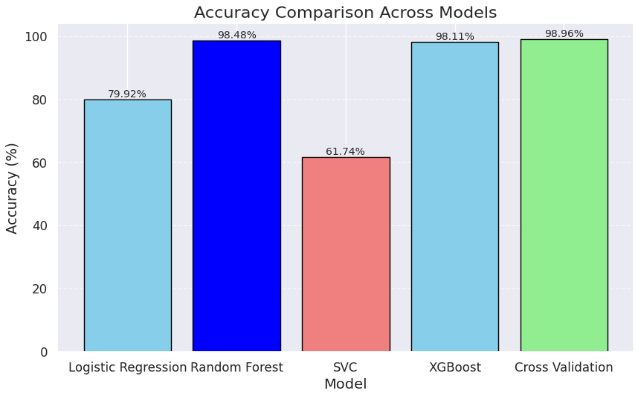 Accuracy Comparison Across Models
Accuracy (%)
100
80
60
40
20
0
79.92%
98.48%
61.74%
98.11%
98.96%
Logistic Regression Random Forest SVC XGBoost Cross Validation
Model